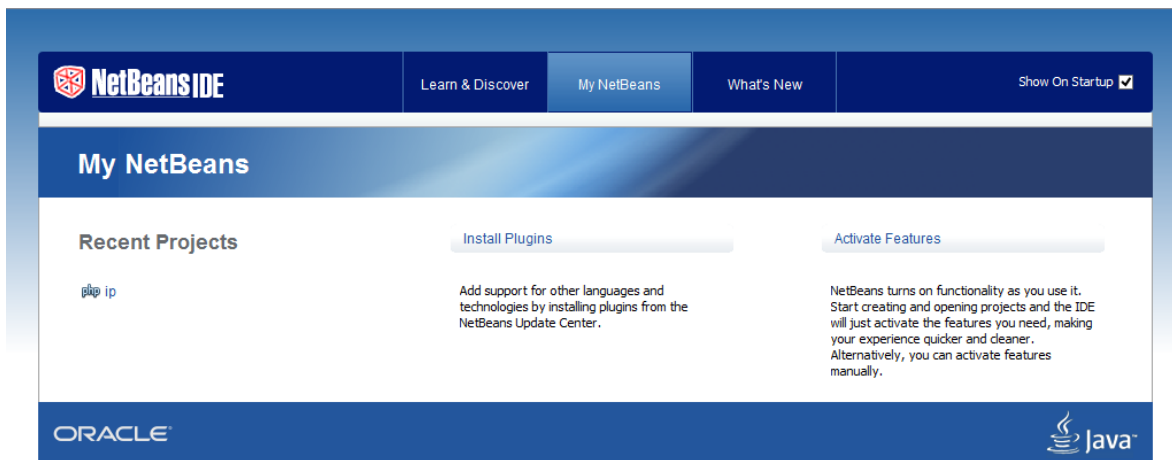 NetBeans IDE
Learn & Discover
My NetBeans
What's New
Show On Startup
My NetBeans
Recent Projects
php ip
Install Plugins
Add support for other languages and
technologies by installing plugins from the
NetBeans Update Center.
Activate Features
NetBeans turns on functionality as you use it.
Start creating and opening projects and the IDE
will just activate the features you need, making
your experience quicker and cleaner.
Alternatively, you can activate features
manually.
ORACLE
Java